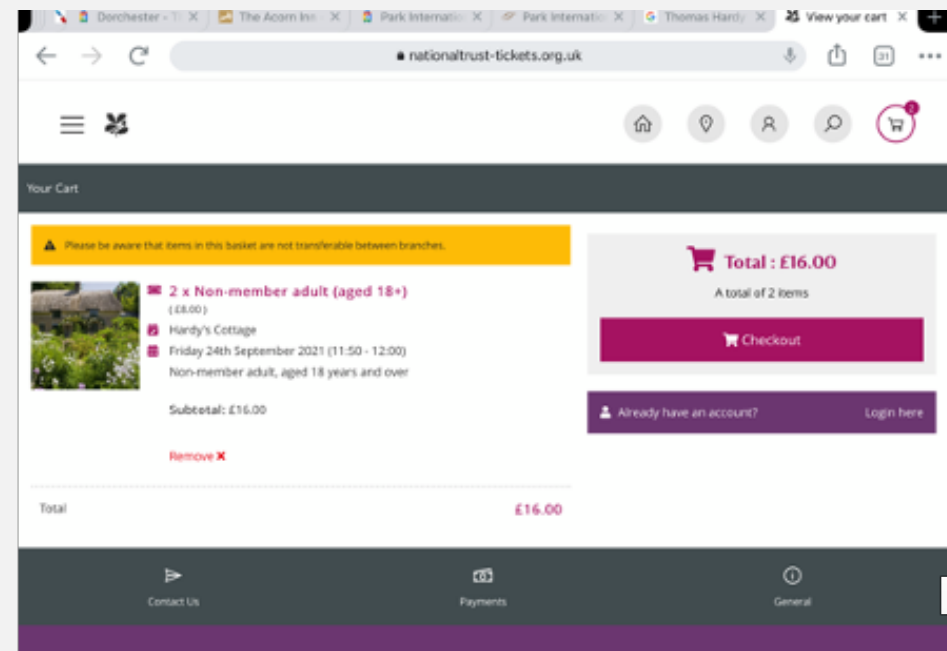 Dorchester - T X
The Acorn Inn X
Park Internatio X
Park Internatio X
Thomas Hardy X
View your cart X
nationaltrust-tickets.org.uk
31
2
Your Cart
Please be aware that items in this basket are not transferable between branches.
2 x Non-member adult (aged 18+)
(£8.00)
Hardy's Cottage
Friday 24th September 2021 (11:50 - 12:00)
Non-member adult, aged 18 years and over
Subtotal: £16.00
Remove X
Total
£16.00
Total : £16.00
A total of 2 items
Checkout
Already have an account? Login here
Contact Us
Payments
General